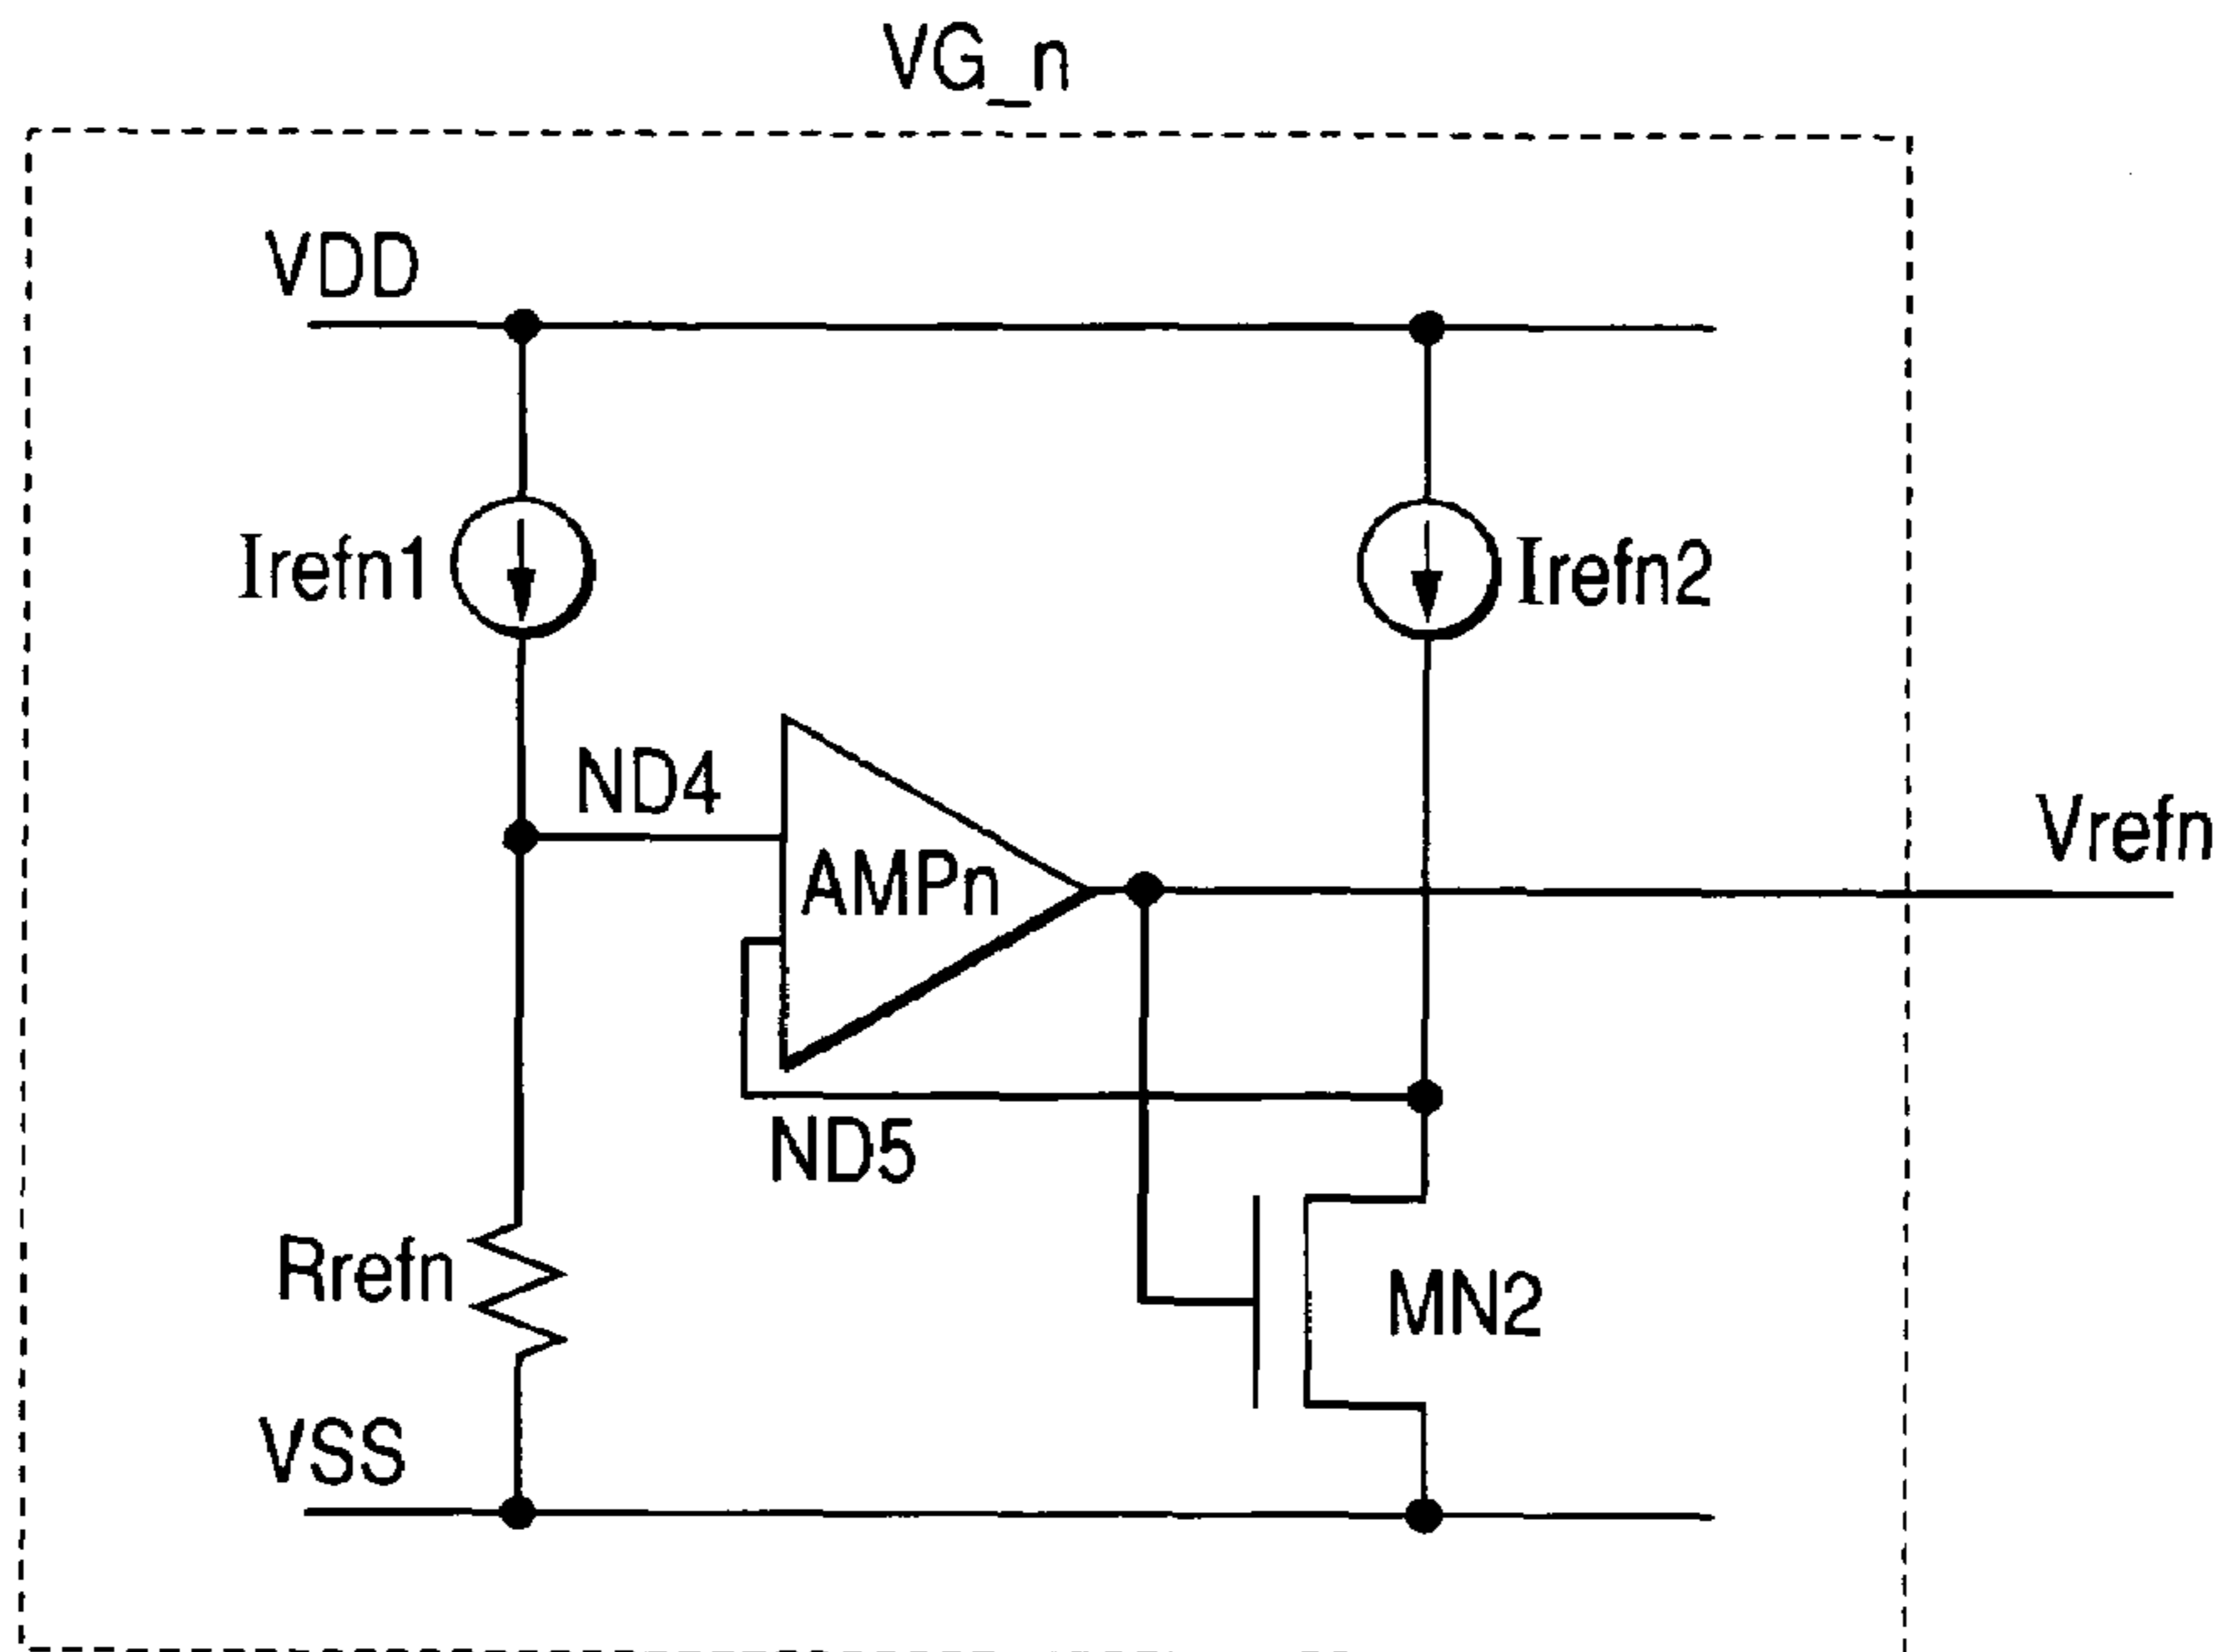 VG_n
VDD
Irefn1
Irefn2
ND4
AMPn
Vrefn
ND5
Rrefn
MN2
VSS